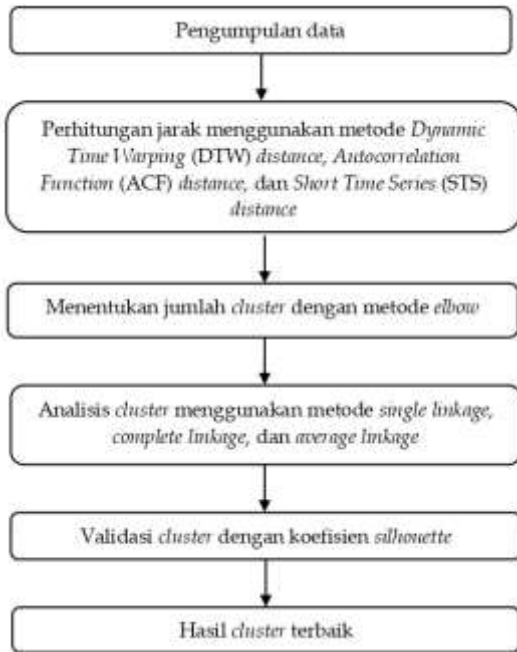 Pengumpulan data
Perhitungan jarak menggunakan metode Dynamic
Time Warping (DTW) distance, Autocorrelation
Function (ACF) distance, dan Short Time Series (STS)
distance
Menentukan jumlah cluster dengan metode elbow
Analisis cluster menggunakan metode single linkage,
complete linkage, dan average linkage
Validasi cluster dengan koefisien silhouette
Hasil cluster terbaik